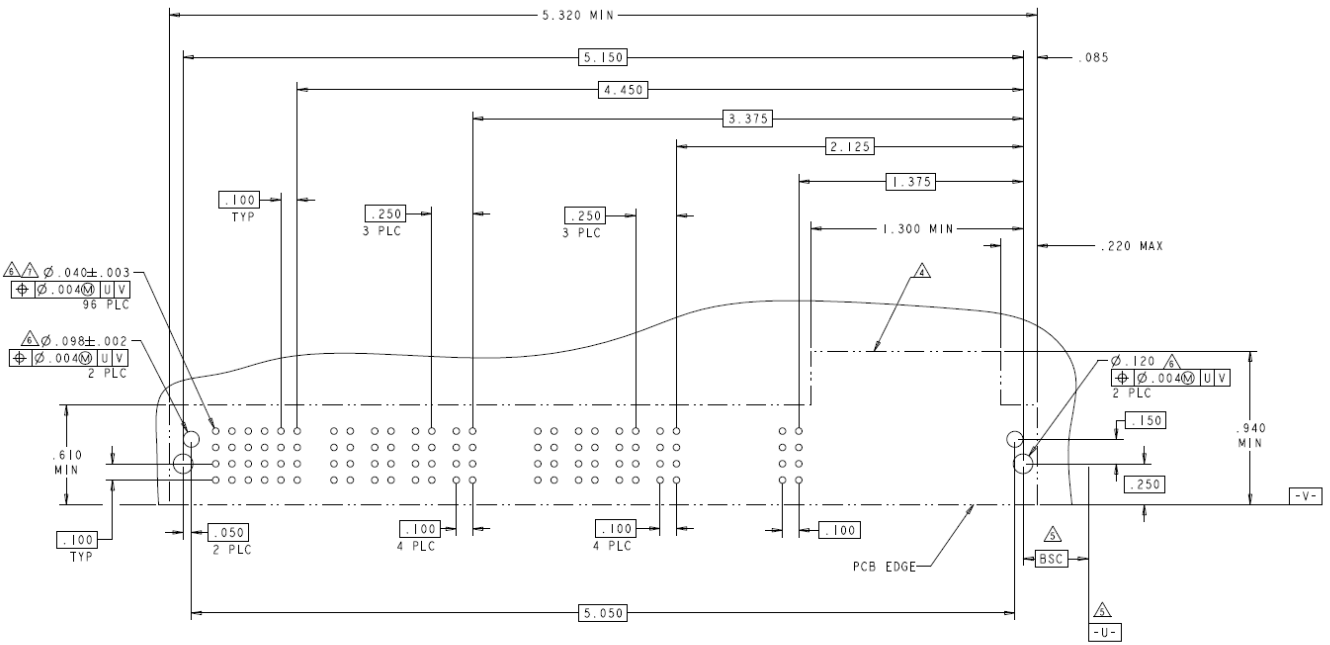 5.320 MIN
5.150
.085
4.450
3.375
2.125
1.375
.100
TYP
.250
3 PLC
.250
3 PLC
1.300 MIN
.220 MAX
6 7 Ø.040±.003
⌖ Ø.004Ⓜ U V
96 PLC
4
6 Ø.098±.002
⌖ Ø.004Ⓜ U V
2 PLC
Ø.120 6
⌖ Ø.004Ⓜ U V
2 PLC
.150
.940
MIN
.610
MIN
.250
-V-
.100
TYP
.050
2 PLC
.100
4 PLC
.100
4 PLC
.100
PCB EDGE
5
BSC
5.050
5
-U-